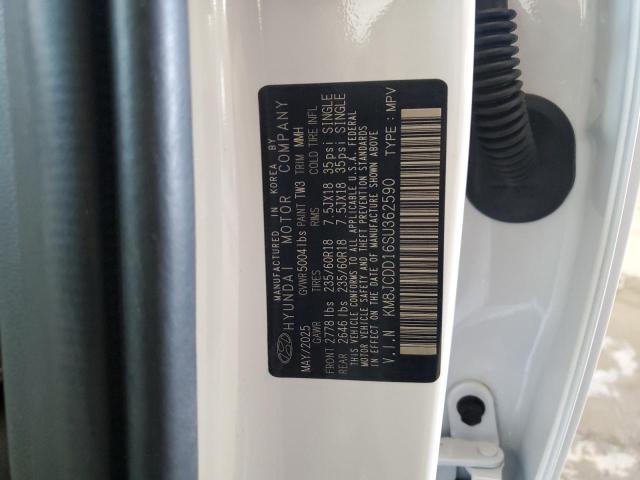 MANUFACTURED IN KOREA BY
HYUNDAI MOTOR COMPANY
MAY/2025 GVWR 5004 lbs PAINT TW3 TRIM MMH
GAWR TIRES RIMS COLD TIRE INFL
FRONT 2778 lbs 235/60R18 7.5JX18 35psi SINGLE
REAR 2646 lbs 235/60R18 7.5JX18 35psi SINGLE
THIS VEHICLE CONFORMS TO ALL APPLICABLE U.S.A. FEDERAL
MOTOR VEHICLE SAFETY, BUMPER, AND THEFT PREVENTION STANDARDS
IN EFFECT ON THE DATE OF MANUFACTURE SHOWN ABOVE
V.I.N KM8JCDD16SU362590 TYPE : MPV